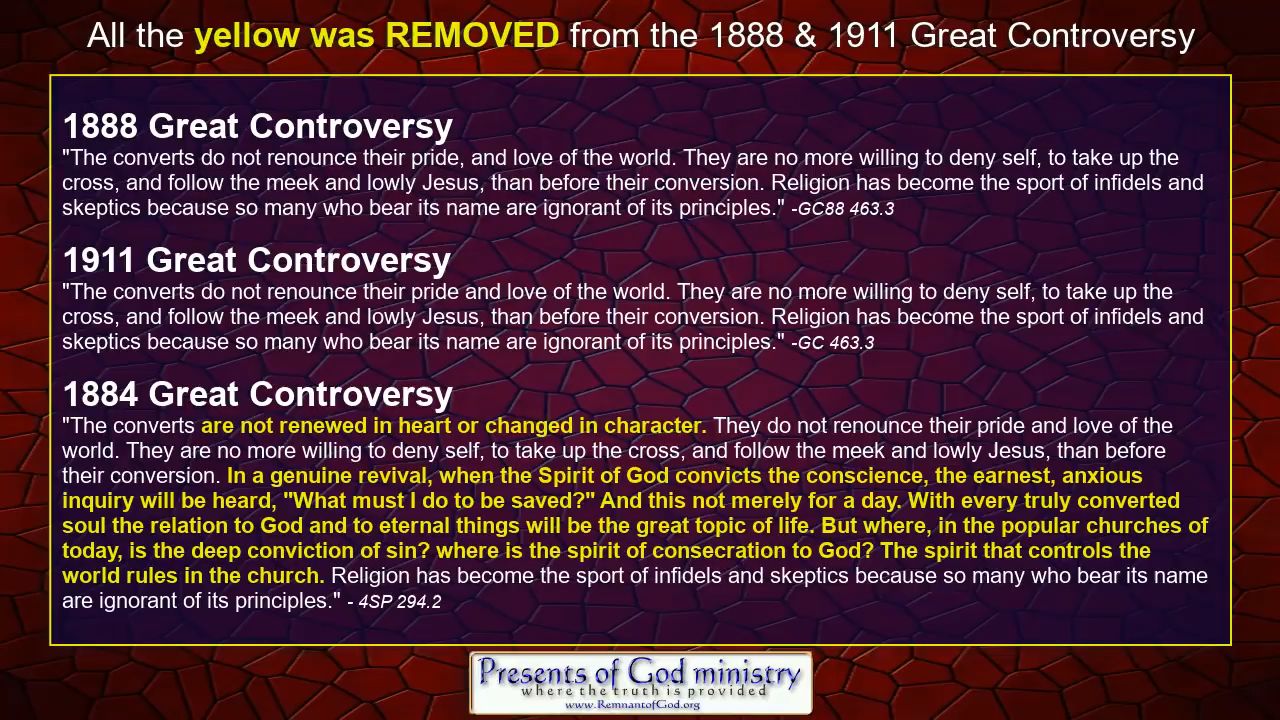 All the yellow was REMOVED from the 1888 & 1911 Great Controversy
1888 Great Controversy
"The converts do not renounce their pride, and love of the world. They are no more willing to deny self, to take up the
cross, and follow the meek and lowly Jesus, than before their conversion. Religion has become the sport of infidels and
skeptics because so many who bear its name are ignorant of its principles." -GC88 463.3
1911 Great Controversy
"The converts do not renounce their pride and love of the world. They are no more willing to deny self, to take up the
cross, and follow the meek and lowly Jesus, than before their conversion. Religion has become the sport of infidels and
skeptics because so many who bear its name are ignorant of its principles." -GC 463.3
1884 Great Controversy
"The converts are not renewed in heart or changed in character. They do not renounce their pride and love of the
world. They are no more willing to deny self, to take up the cross, and follow the meek and lowly Jesus, than before
their conversion. In a genuine revival, when the Spirit of God convicts the conscience, the earnest, anxious
inquiry will be heard, "What must I do to be saved?" And this not merely for a day. With every truly converted
soul the relation to God and to eternal things will be the great topic of life. But where, in the popular churches of
today, is the deep conviction of sin? where is the spirit of consecration to God? The spirit that controls the
world rules in the church. Religion has become the sport of infidels and skeptics because so many who bear its name
are ignorant of its principles." - 4SP 294.2
Presents of God ministry
where the truth is provided
www.RemnantofGod.org